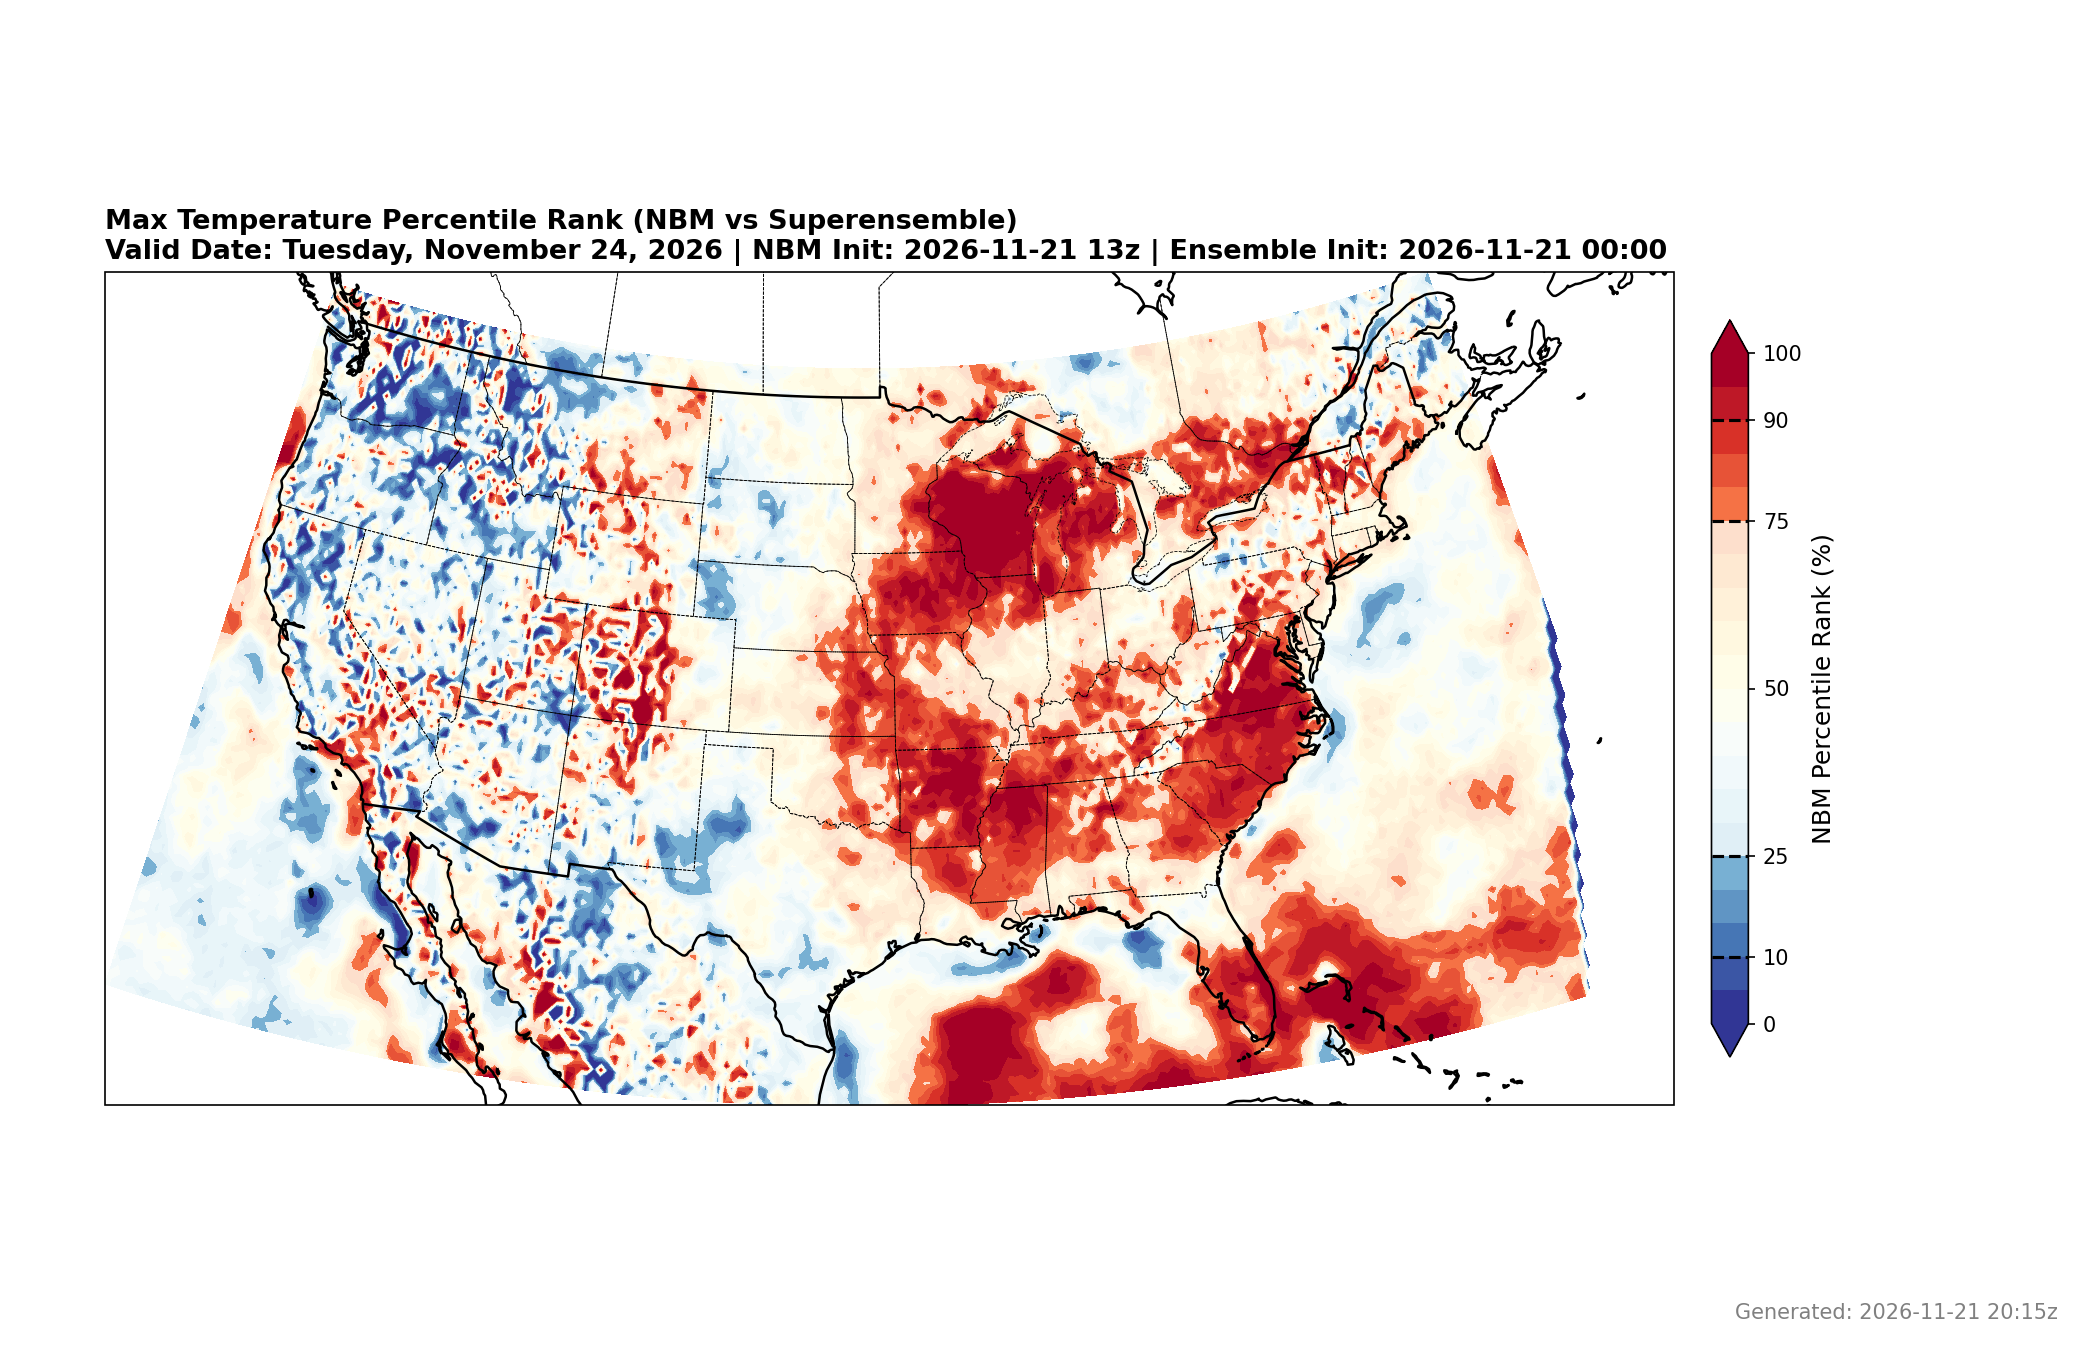 Max Temperature Percentile Rank (NBM vs Superensemble)
Valid Date: Tuesday, November 24, 2026 | NBM Init: 2026-11-21 13z | Ensemble Init: 2026-11-21 00:00
100
90
75
50
25
10
0
NBM Percentile Rank (%)
Generated: 2026-11-21 20:15z